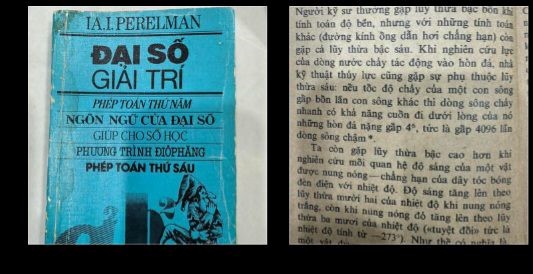 IA.I.PERELMAN
ĐẠI SỐ
GIẢI TRÍ
PHÉP TOÁN THỨ NĂM
NGÔN NGỮ CỦA ĐẠI SỐ
GIÚP CHO SỐ HỌC
PHƯƠNG TRÌNH ĐIÔPHĂNG
PHÉP TOÁN THỨ SÁU
Người kỹ sư thường gặp lũy thừa bậc bốn khi
tính toán độ bền, nhưng với những tính toán
khác (đường kính ống dẫn hơi chẳng hạn) còn
gặp cả lũy thừa bậc sáu. Khi nghiên cứu lực
của dòng nước chảy tác động vào hòn đá, nhà
kỹ thuật thủy lực cũng gặp sự phụ thuộc lũy
thừa sáu: nếu tốc độ chảy của một con sông
gấp bốn lần con sông khác thì dòng sông chảy
nhanh có khả năng cuốn đi dưới lòng của nó
những hòn đá nặng gấp 4⁶, tức là gấp 4096 lần
dòng sông chậm*.
Ta còn gặp lũy thừa bậc cao hơn khi
nghiên cứu mối quan hệ độ sáng của một vật
được nung nóng—chẳng hạn của dây tóc bóng
đèn điện với nhiệt độ. Độ sáng tăng lên theo
lũy thừa mười hai của nhiệt độ khi nung nóng
trắng, còn khi nung nóng đỏ tăng lên theo lũy
thừa ba mươi của nhiệt độ («tuyệt đối» tức là
nhiệt độ tính từ —273°). Như thế có nghĩa là,
một vật